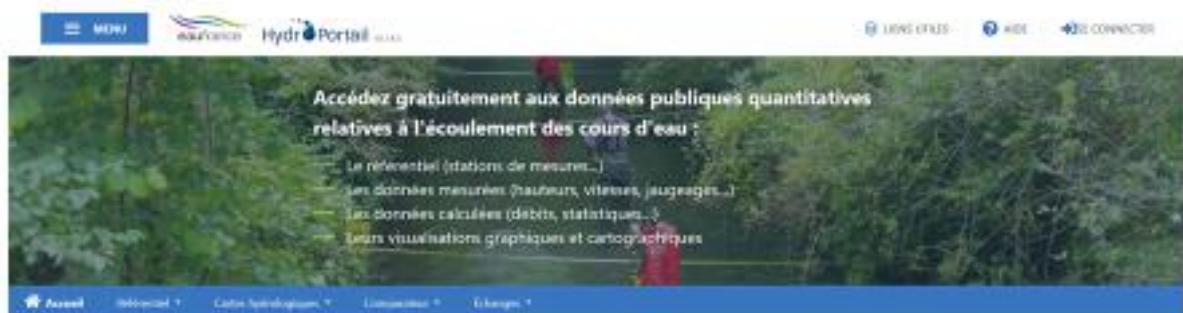 MENU
eaufrance
HydroPortail
LIENS UTILES
AIDE
SE CONNECTER
Accédez gratuitement aux données publiques quantitatives
relatives à l'écoulement des cours d'eau :
Le référentiel (stations de mesures...)
Les données mesurées (hauteurs, vitesses, jaugeages...)
Les données calculées (débits, statistiques...)
Leurs visualisations graphiques et cartographiques
Accueil
Référentiel
Cartes hydrologiques
Comparateur
Échanges